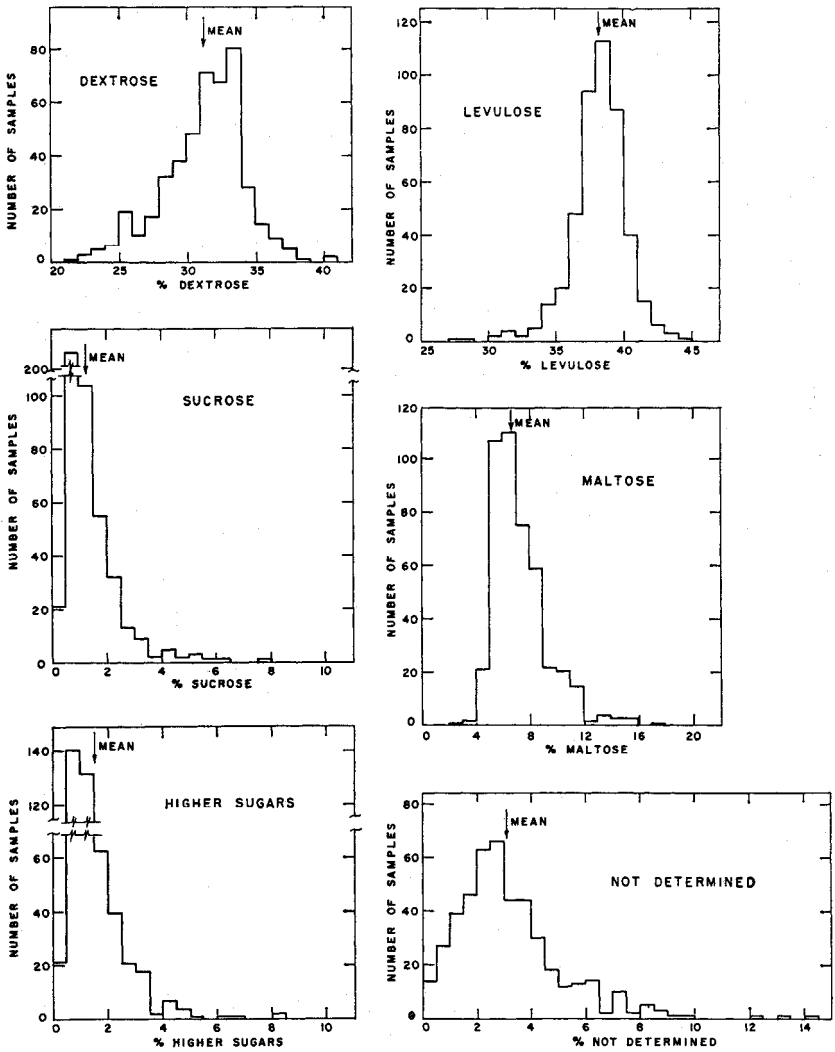 MEAN
DEXTROSE
NUMBER OF SAMPLES
80
60
40
20
0
20 25 30 35 40
% DEXTROSE
MEAN
LEVULOSE
NUMBER OF SAMPLES
120
100
80
60
40
20
0
25 30 35 40 45
% LEVULOSE
MEAN
SUCROSE
NUMBER OF SAMPLES
200
100
80
60
40
20
0
0 2 4 6 8 10
% SUCROSE
MEAN
MALTOSE
NUMBER OF SAMPLES
120
100
80
60
40
20
0
0 4 8 12 16 20
% MALTOSE
MEAN
HIGHER SUGARS
NUMBER OF SAMPLES
140
120
60
40
20
0
0 2 4 6 8 10
% HIGHER SUGARS
MEAN
NOT DETERMINED
NUMBER OF SAMPLES
80
60
40
20
0
0 2 4 6 8 10 12 14
% NOT DETERMINED